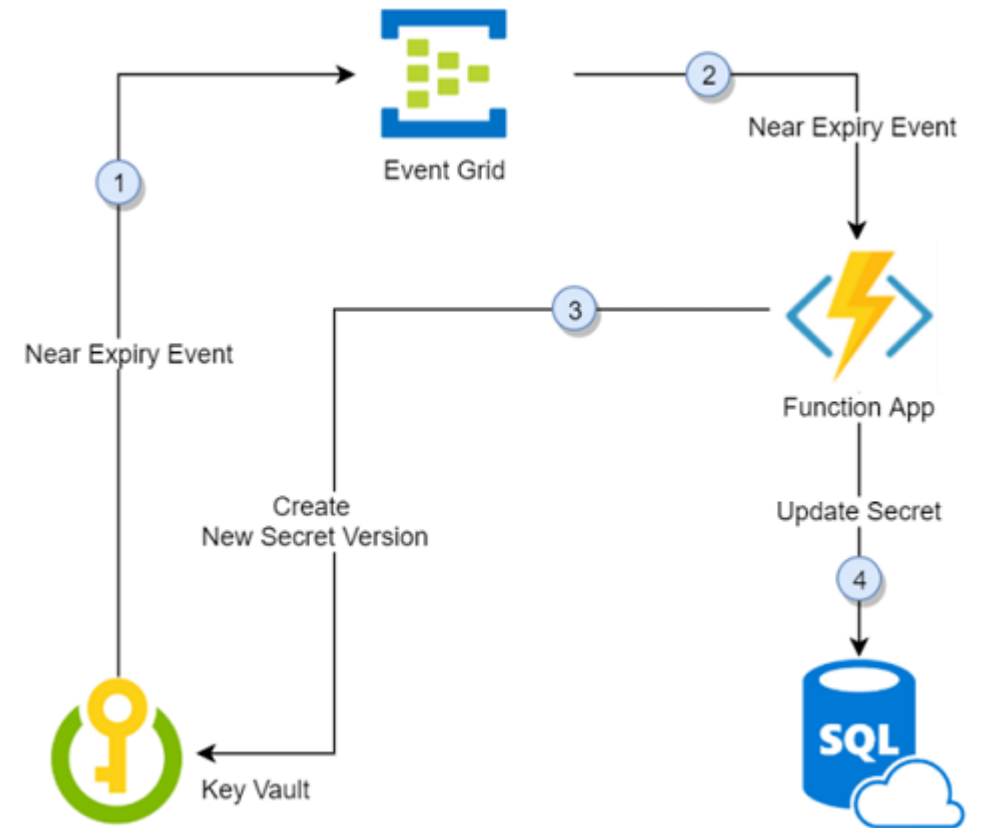 2
Near Expiry Event
Event Grid
1
3
Near Expiry Event
Function App
Create
New Secret Version
Update Secret
4
SQL
Key Vault